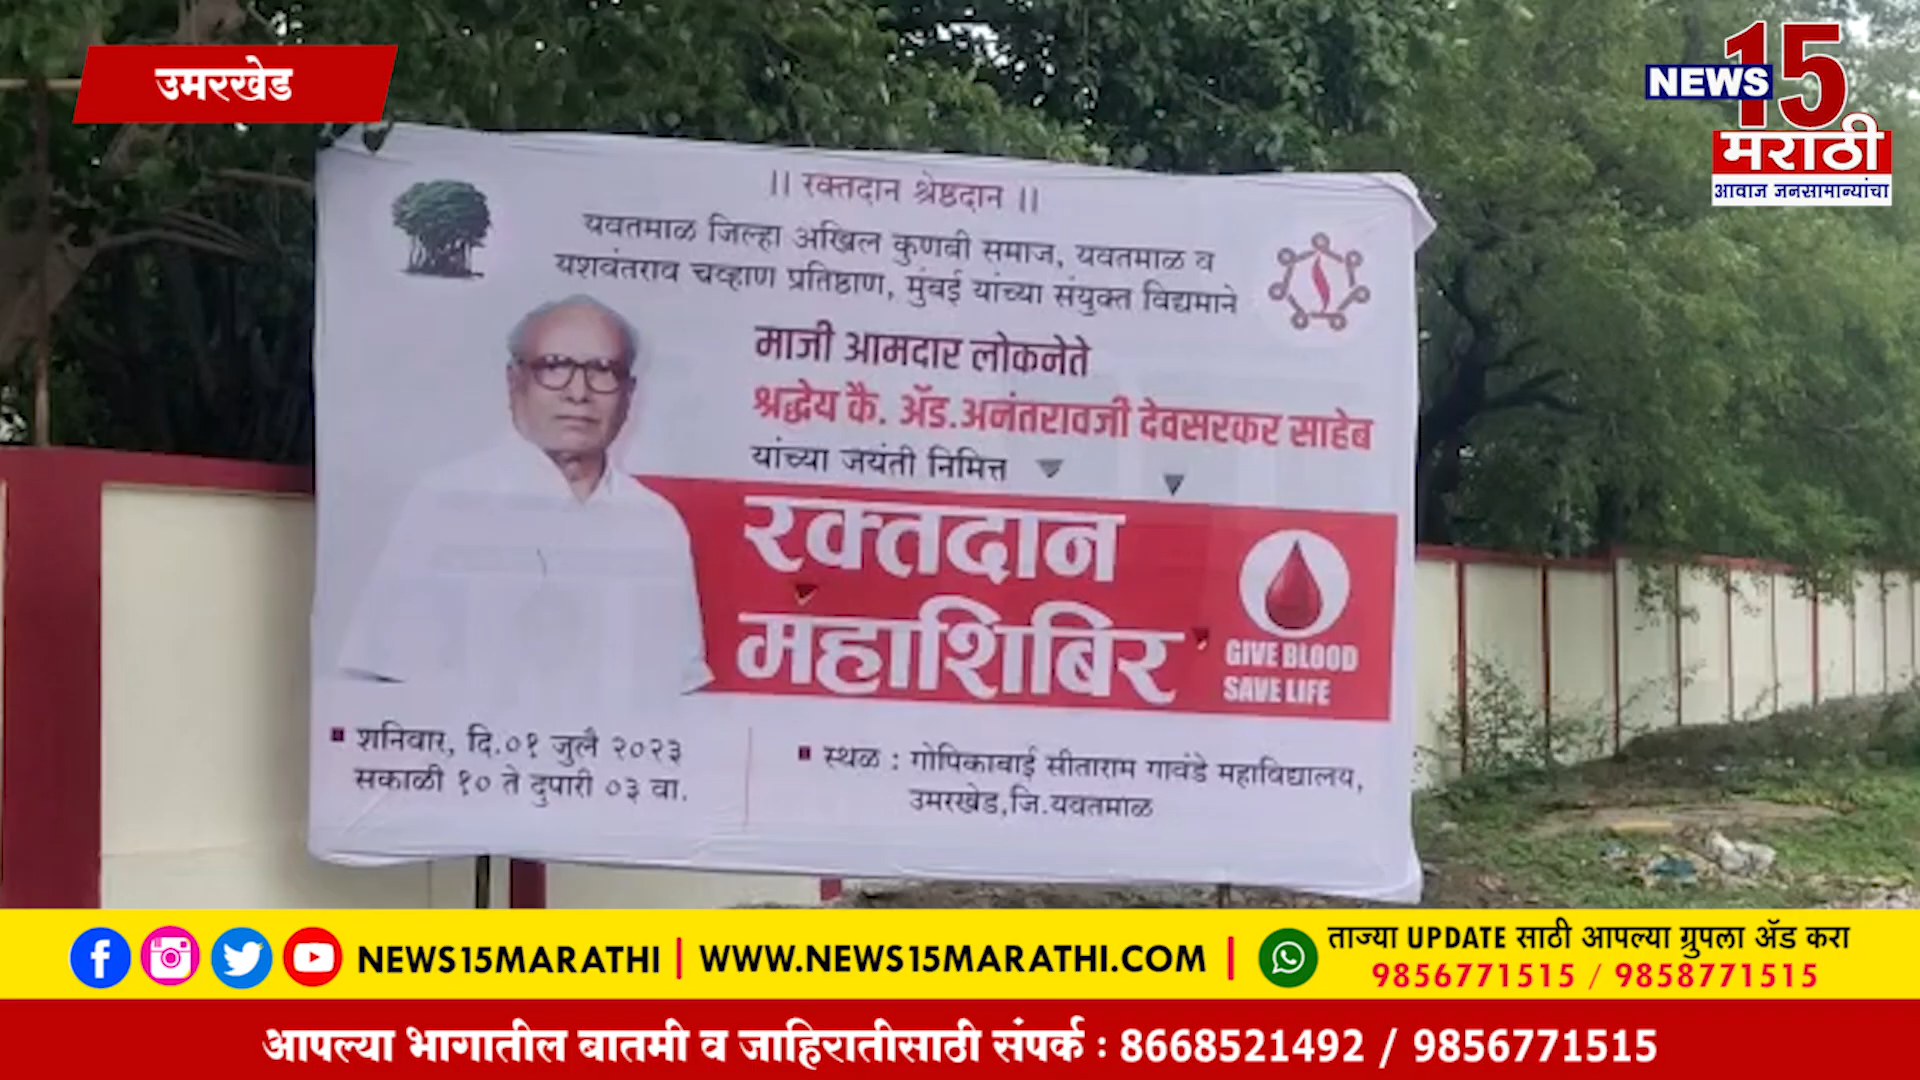 उमरखेड
NEWS 15
मराठी
आवाज जनसामान्यांचा
|| रक्तदान श्रेष्ठदान ||
यवतमाळ जिल्हा अखिल कुणबी समाज, यवतमाळ व
यशवंतराव चव्हाण प्रतिष्ठाण, मुंबई यांच्या संयुक्त विद्यमाने
माजी आमदार लोकनेते
श्रद्धेय कै. ॲड.अनंतरावजी देवसरकर साहेब
यांच्या जयंती निमित्त
रक्तदान
महाशिबिर
GIVE BLOOD
SAVE LIFE
शनिवार, दि.०१ जुलै २०२३
सकाळी १० ते दुपारी ०३ वा.
स्थळ : गोपिकाबाई सीताराम गावंडे महाविद्यालय,
उमरखेड,जि.यवतमाळ
NEWS15MARATHI | WWW.NEWS15MARATHI.COM |
ताज्या UPDATE साठी आपल्या ग्रुपला ॲड करा
9856771515 / 9858771515
आपल्या भागातील बातमी व जाहिरातीसाठी संपर्क : 8668521492 / 9856771515